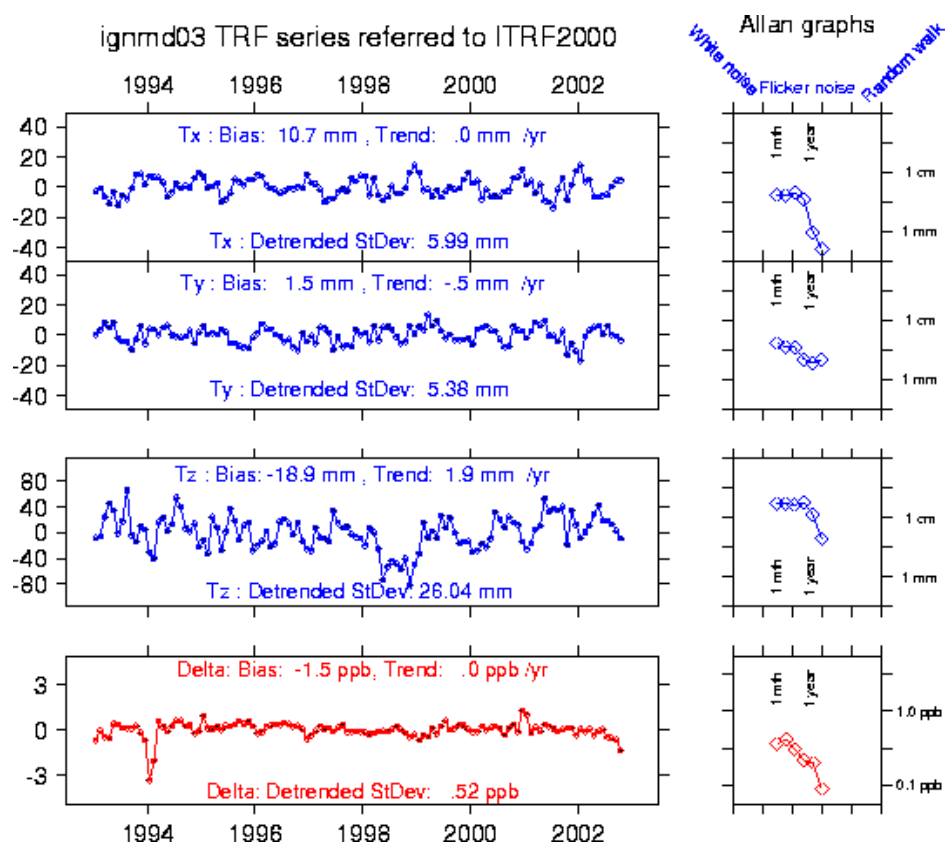 ignmd03 TRF series referred to ITRF2000
Allan graphs
White noise
Flicker noise
Random walk
1994 1996 1998 2000 2002
40
20
0
-20
-40
Tx : Bias: 10.7 mm , Trend: .0 mm /yr
Tx : Detrended StDev: 5.99 mm
1 mth
1 year
1 cm
1 mm
40
20
0
-20
-40
Ty : Bias: 1.5 mm , Trend: -.5 mm /yr
Ty : Detrended StDev: 5.38 mm
1 mth
1 year
1 cm
1 mm
80
40
0
-40
-80
Tz : Bias: -18.9 mm , Trend: 1.9 mm /yr
Tz : Detrended StDev: 26.04 mm
1 mth
1 year
1 cm
1 mm
3
0
-3
Delta: Bias: -1.5 ppb, Trend: .0 ppb /yr
Delta: Detrended StDev: .52 ppb
1 mth
1 year
1.0 ppb
0.1 ppb
1994 1996 1998 2000 2002